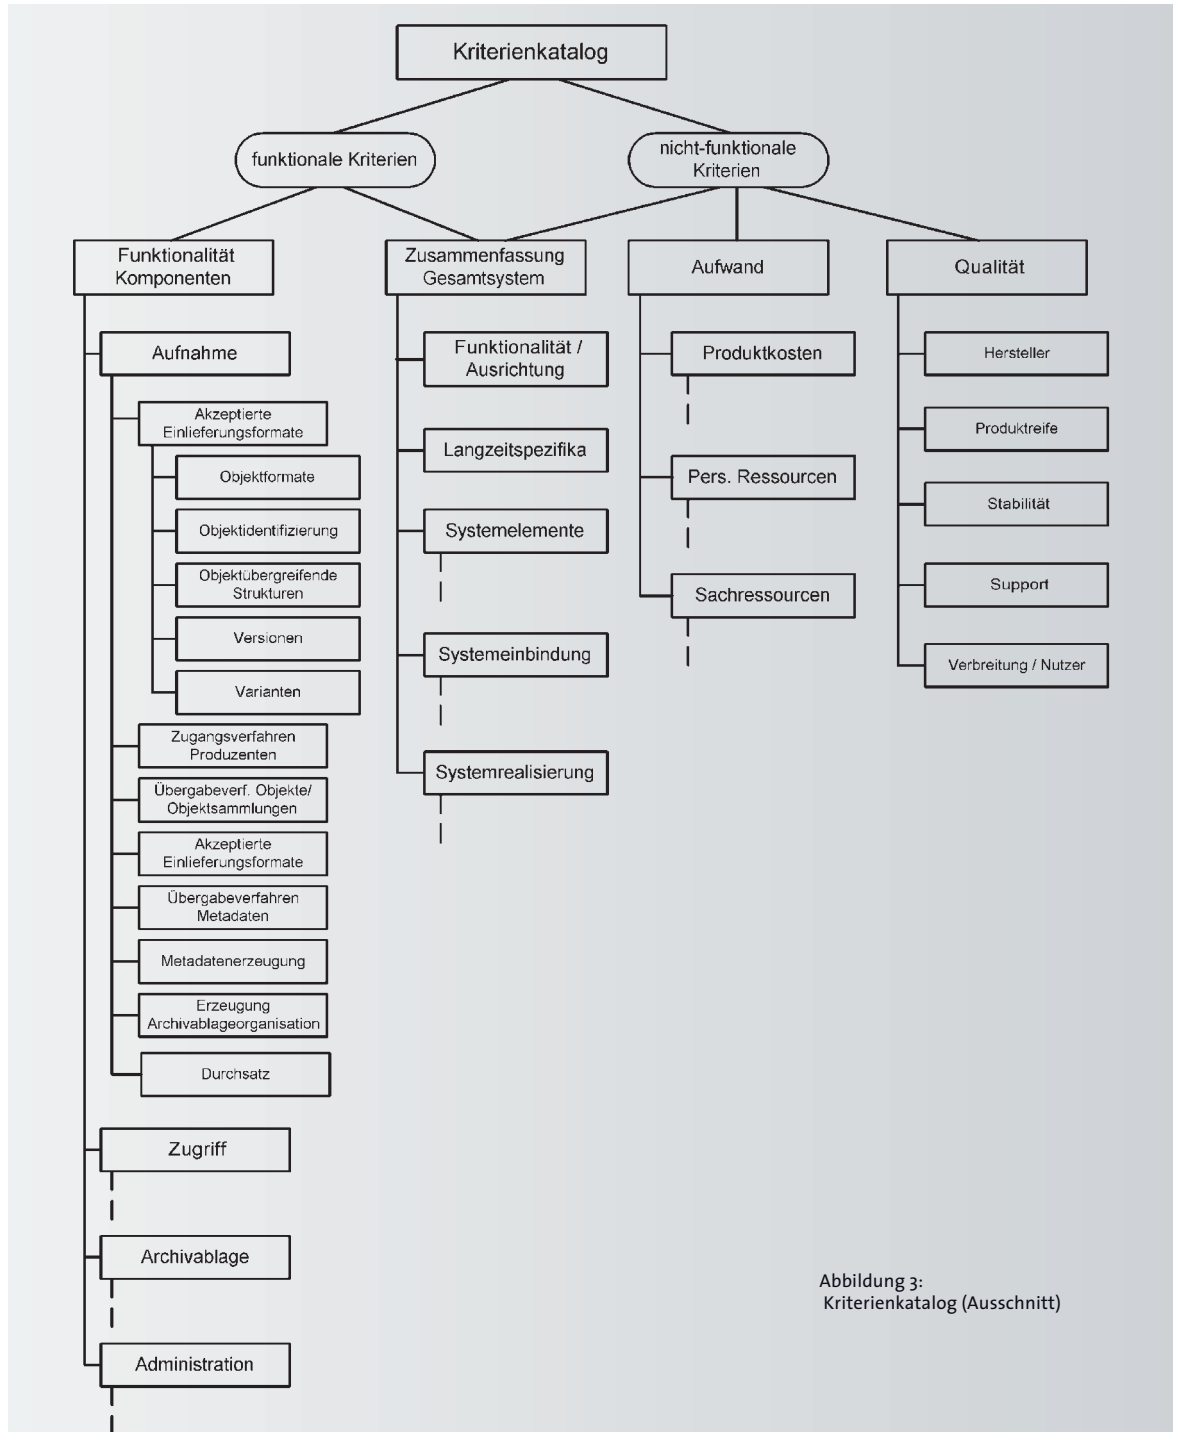 Kriterienkatalog
funktionale Kriterien
nicht-funktionale
Kriterien
Funktionalität
Komponenten
Zusammenfassung
Gesamtsystem
Aufwand
Qualität
Aufnahme
Akzeptierte
Einlieferungsformate
Objektformate
Objektidentifizierung
Objektübergreifende
Strukturen
Versionen
Varianten
Zugangsverfahren
Produzenten
Übergabeverf. Objekte/
Objektsammlungen
Akzeptierte
Einlieferungsformate
Übergabeverfahren
Metadaten
Metadatenerzeugung
Erzeugung
Archivablageorganisation
Durchsatz
Zugriff
Archivablage
Administration
Funktionalität /
Ausrichtung
Langzeitspezifika
Systemelemente
Systemeinbindung
Systemrealisierung
Produktkosten
Pers. Ressourcen
Sachressourcen
Hersteller
Produktreife
Stabilität
Support
Verbreitung / Nutzer
Abbildung 3:
Kriterienkatalog (Ausschnitt)